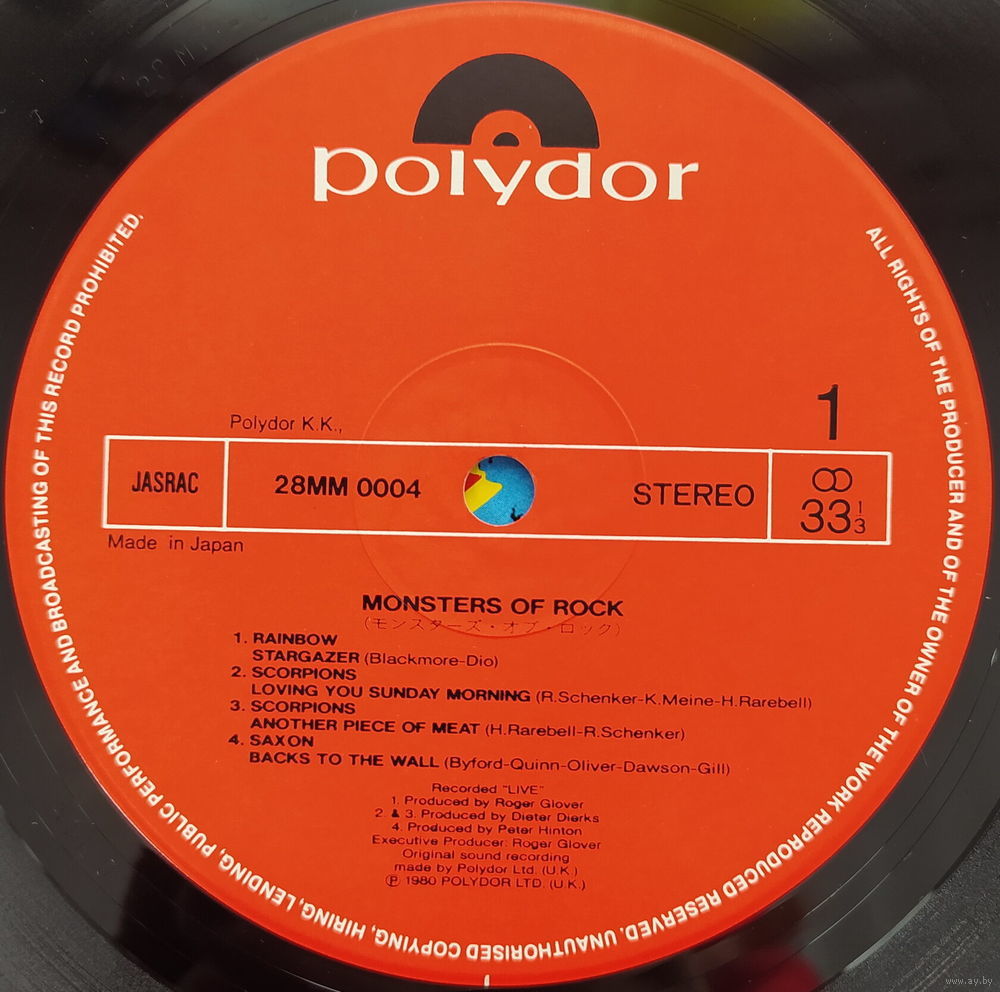 polydor
ALL RIGHTS OF THE PRODUCER AND OF THE OWNER OF THE WORK REPRODUCED RESERVED. UNAUTHORISED COPYING, HIRING, LENDING, PUBLIC PERFORMANCE AND BROADCASTING OF THIS RECORD PROHIBITED.
1
Polydor K.K.,
JASRAC 28MM 0004 STEREO 33 1/3
Made in Japan
MONSTERS OF ROCK
(モンスターズ・オブ・ロック)
1. RAINBOW
STARGAZER (Blackmore-Dio)
2. SCORPIONS
LOVING YOU SUNDAY MORNING (R.Schenker-K.Meine-H.Rarebell)
3. SCORPIONS
ANOTHER PIECE OF MEAT (H.Rarebell-R.Schenker)
4. SAXON
BACKS TO THE WALL (Byford-Quinn-Oliver-Dawson-Gill)
Recorded "LIVE"
1. Produced by Roger Glover
2. & 3. Produced by Dieter Dierks
4. Produced by Peter Hinton
Executive Producer: Roger Glover
Original sound recording
made by Polydor Ltd. (U.K.)
Ⓟ 1980 POLYDOR LTD. (U.K.)
www.ay.by